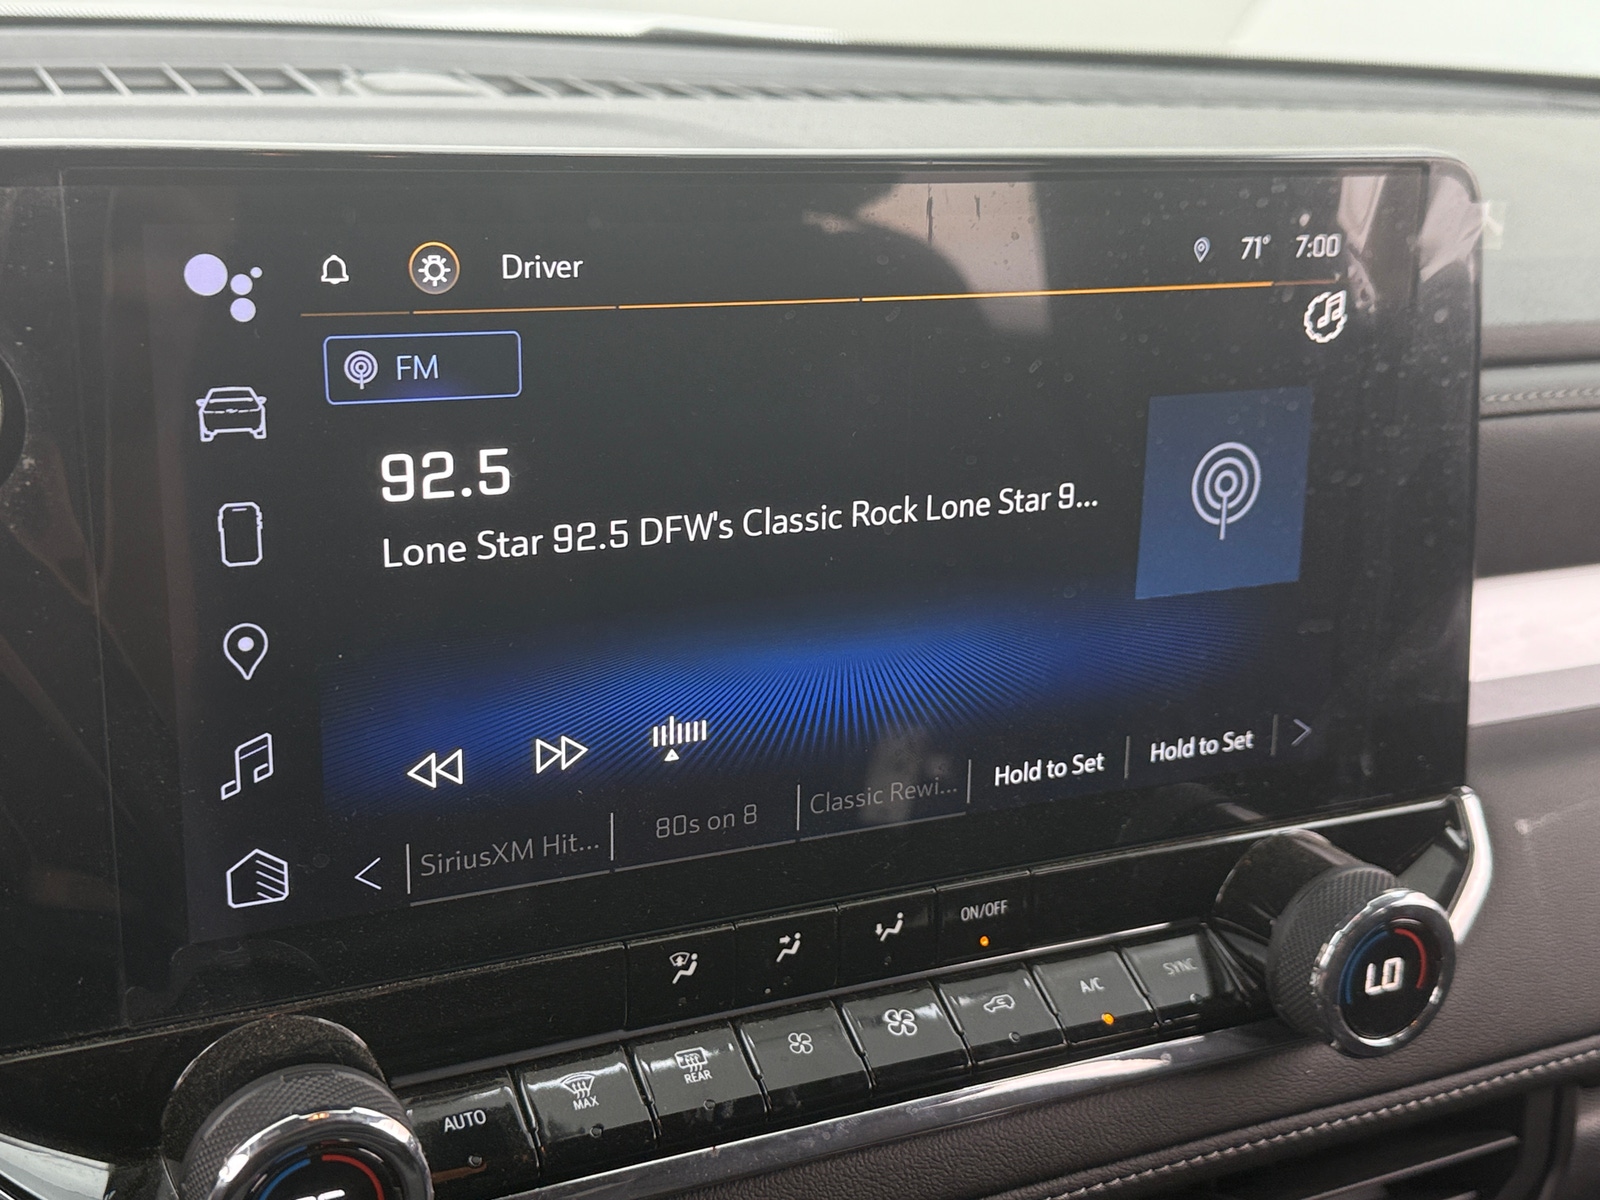 Driver
71° 7:00
FM
92.5
Lone Star 92.5 DFW's Classic Rock Lone Star 9...
SiriusXM Hit... 80s on 8 Classic Rewi... Hold to Set Hold to Set
ON/OFF
AUTO MAX REAR A/C SYNC
LO